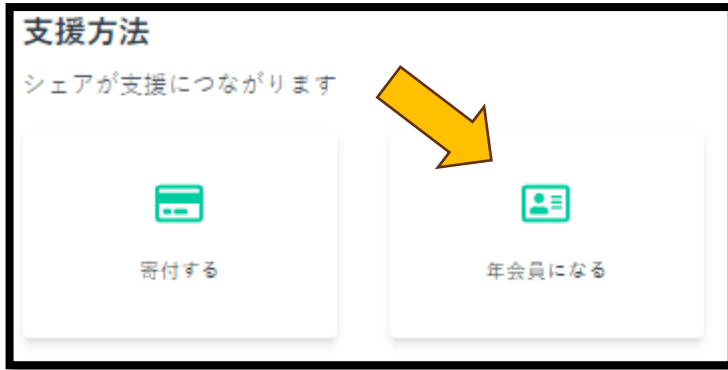 支援方法
シェアが支援につながります
寄付する
年会員になる